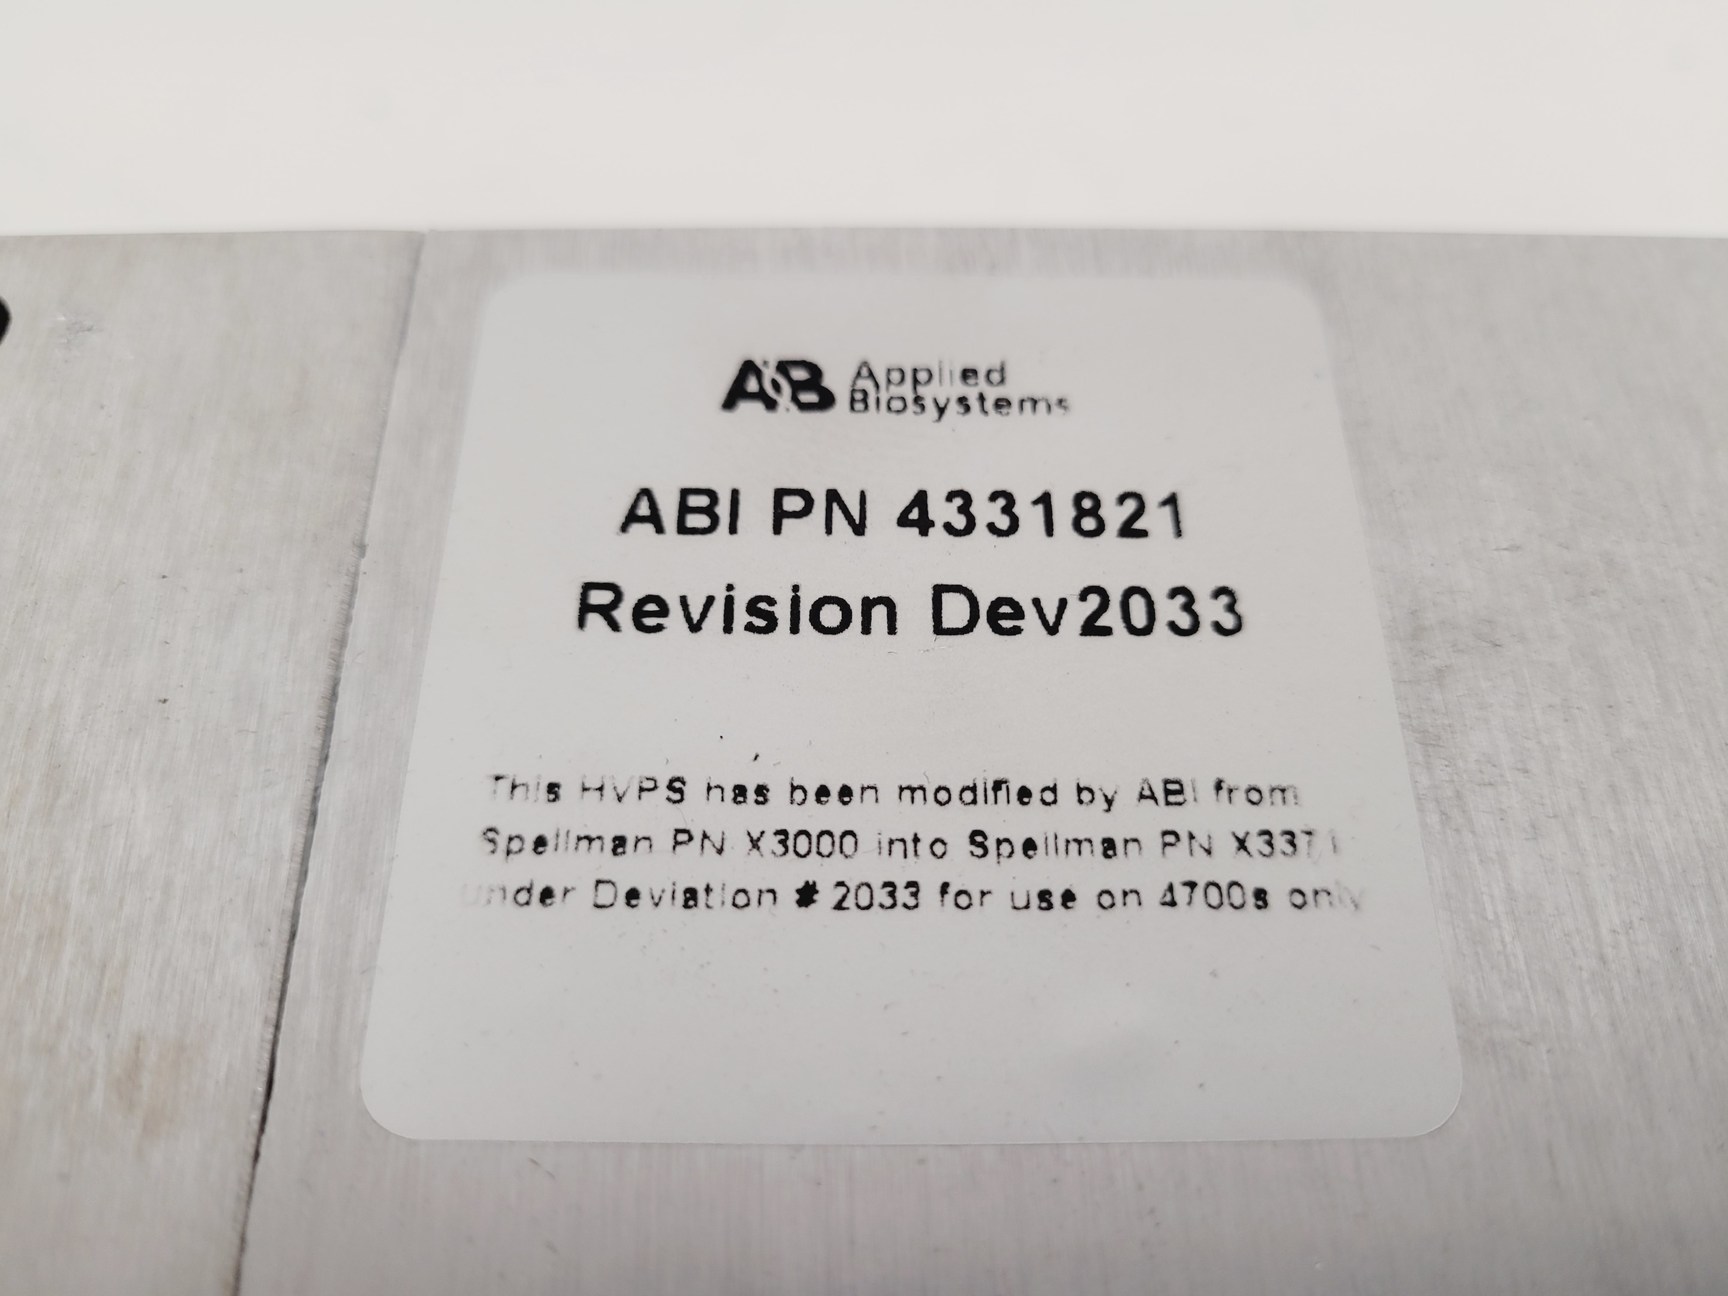 AB Applied
Biosystems
ABI PN 4331821
Revision Dev2033
This HVPS has been modified by ABI from
Spellman PN X3000 into Spellman PN
under Deviation # 2033 for use on 4700s only